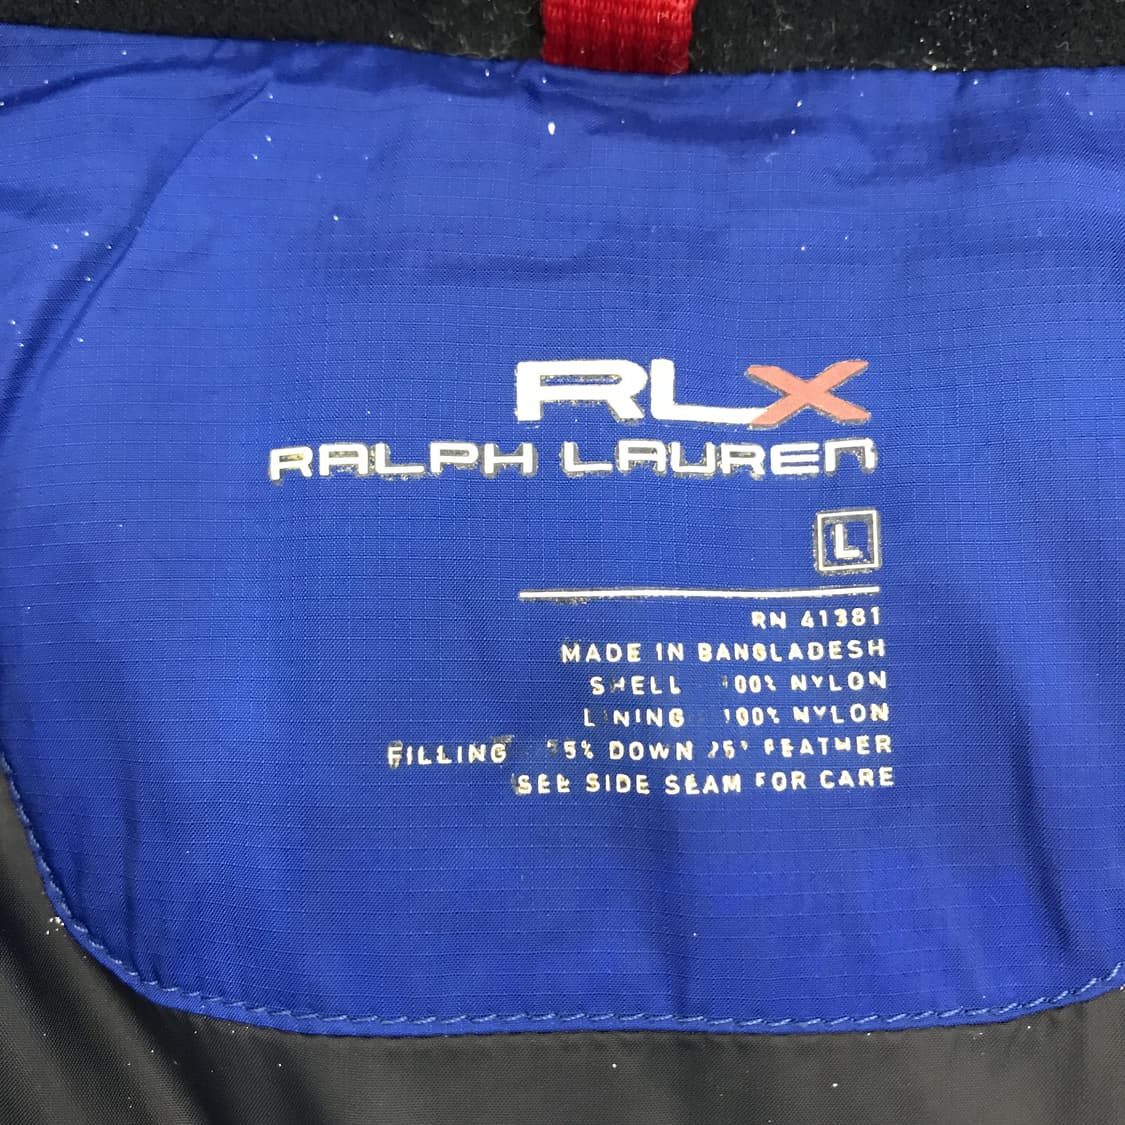 RLX
RALPH LAUREN
L
RN 41381
MADE IN BANGLADESH
SHELL 100% NYLON
LINING 100% NYLON
FILLING 75% DOWN 25% FEATHER
SEE SIDE SEAM FOR CARE